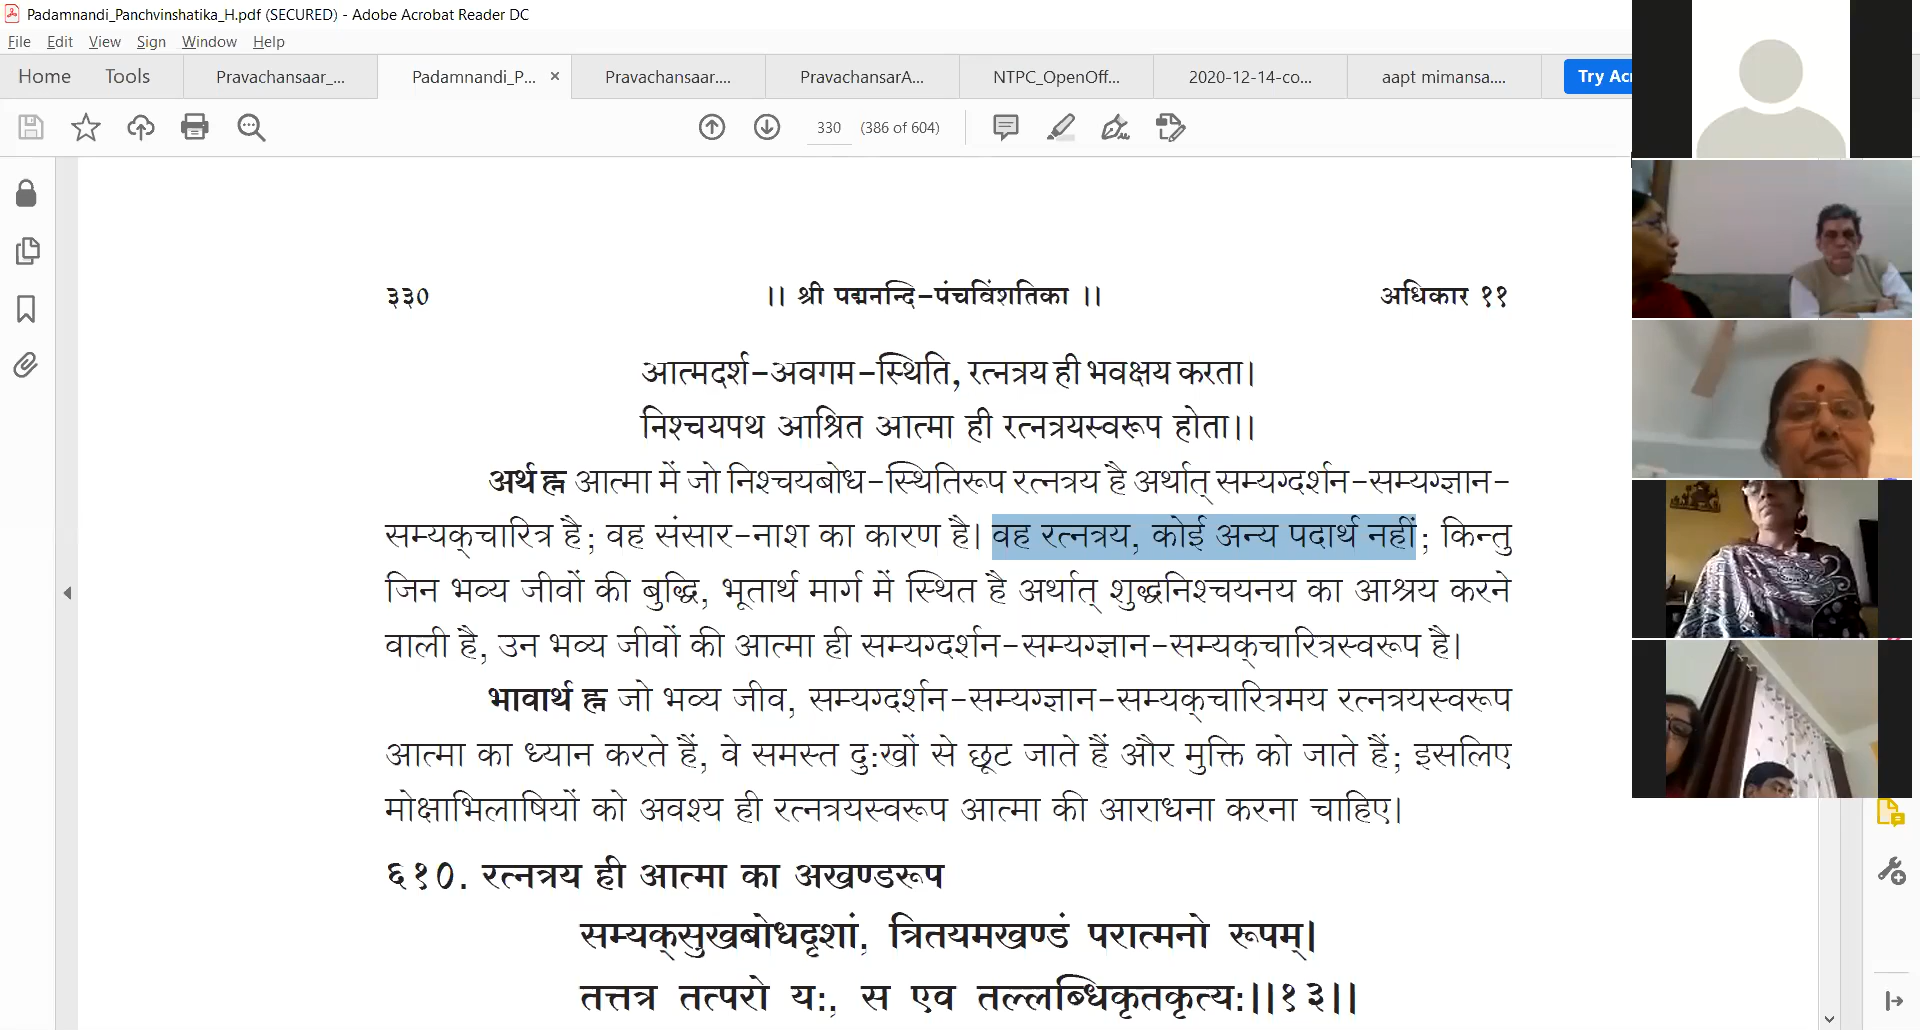 Padamnandi_Panchvinshatika_H.pdf (SECURED) - Adobe Acrobat Reader DC
File Edit View Sign Window Help
Home Tools Pravachansaar_... Padamnandi_P... × Pravachansaar.... PravachansarA... NTPC_OpenOff... 2020-12-14-co... aapt mimansa.... Try Acr
330 (386 of 604)
३३० ।। श्री पद्मनन्दि-पंचविंशतिका ।। अधिकार ११
आत्मदर्श-अवगम-स्थिति, रत्नत्रय ही भवक्षय करता।
निश्चयपथ आश्रित आत्मा ही रत्नत्रयस्वरूप होता।।
अर्थ ह्न आत्मा में जो निश्चयबोध-स्थितिरूप रत्नत्रय है अर्थात् सम्यग्दर्शन-सम्यग्ज्ञान-
सम्यक्‌चारित्र है; वह संसार-नाश का कारण है। वह रत्नत्रय, कोई अन्य पदार्थ नहीं; किन्तु
जिन भव्य जीवों की बुद्धि, भूतार्थ मार्ग में स्थित है अर्थात् शुद्धनिश्चयनय का आश्रय करने
वाली है, उन भव्य जीवों की आत्मा ही सम्यग्दर्शन-सम्यग्ज्ञान-सम्यक्‌चारित्रस्वरूप है।
भावार्थ ह्न जो भव्य जीव, सम्यग्दर्शन-सम्यग्ज्ञान-सम्यक्‌चारित्रमय रत्नत्रयस्वरूप
आत्मा का ध्यान करते हैं, वे समस्त दुःखों से छूट जाते हैं और मुक्ति को जाते हैं; इसलिए
मोक्षाभिलाषियों को अवश्य ही रत्नत्रयस्वरूप आत्मा की आराधना करना चाहिए।
६१०. रत्नत्रय ही आत्मा का अखण्डरूप
सम्यक्‌सुखबोधदृशां, त्रितयमखण्डं परात्मनो रूपम्।
तत्तत्र तत्परो यः, स एव तल्लब्धिकृतकृत्यः।।१३।।